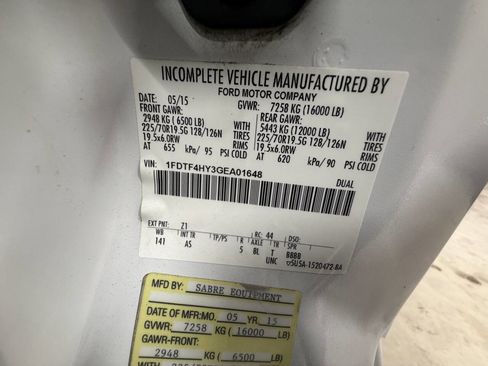 INCOMPLETE VEHICLE MANUFACTURED BY
FORD MOTOR COMPANY
DATE: 05/15 GVWR: 7258 KG (16000 LB)
FRONT GAWR: REAR GAWR:
2948 KG ( 6500 LB) 5443 KG (12000 LB)
225/70R19.5G 128/126N TIRES 225/70R19.5G 128/126N TIRES
19.5x6.0RW RIMS 19.5x6.0RW RIMS
AT 655 kPa/ 95 PSI COLD AT 620 kPa/ 90 PSI COLD
VIN: 1FDTF4HY3GEA01648 DUAL
EXT PNT: Z1 RC: 44 DSO:
WB INT TR TP/PS R AXLE TR SPR
141 AS 5 8L T BBBB
UNC
MFD BY: SABRE EQUIPMENT
DATE OF MFR:MO. 05 YR 15
GVWR: 7258 KG (16000 LB)
GAWR-FRONT:
2948 KG ( 6500 LB)
WITH